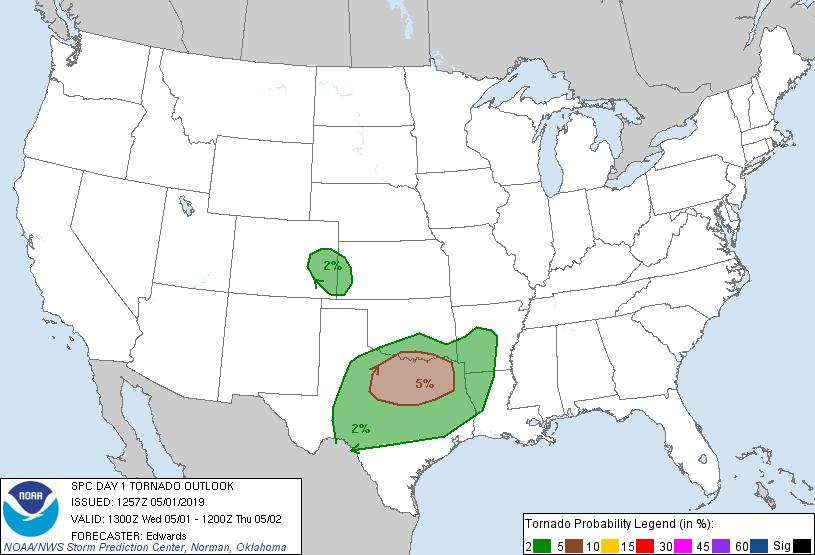 2%
5%
2%
NOAA
SPC DAY 1 TORNADO OUTLOOK
ISSUED: 1257Z 05/01/2019
VALID: 1300Z Wed 05/01 - 1200Z Thu 05/02
FORECASTER: Edwards
NOAA/NWS Storm Prediction Center, Norman, Oklahoma
Tornado Probability Legend (in %):
2 5 10 15 30 45 60 Sig